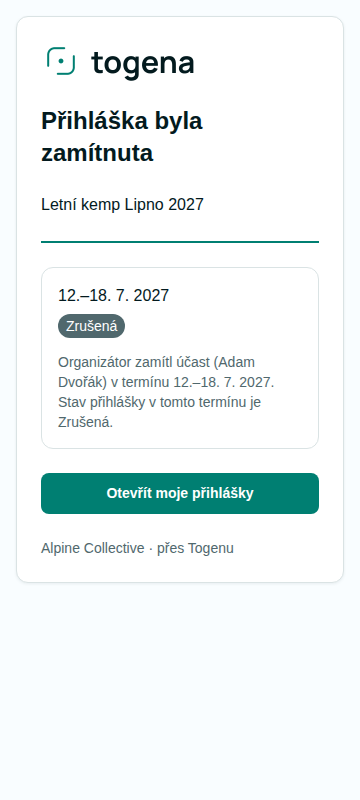 togena
Přihláška byla
zamítnuta
Letní kemp Lipno 2027
12.–18. 7. 2027
Zrušená
Organizátor zamítl účast (Adam
Dvořák) v termínu 12.–18. 7. 2027.
Stav přihlášky v tomto termínu je
Zrušená.
Otevřít moje přihlášky
Alpine Collective · přes Togenu